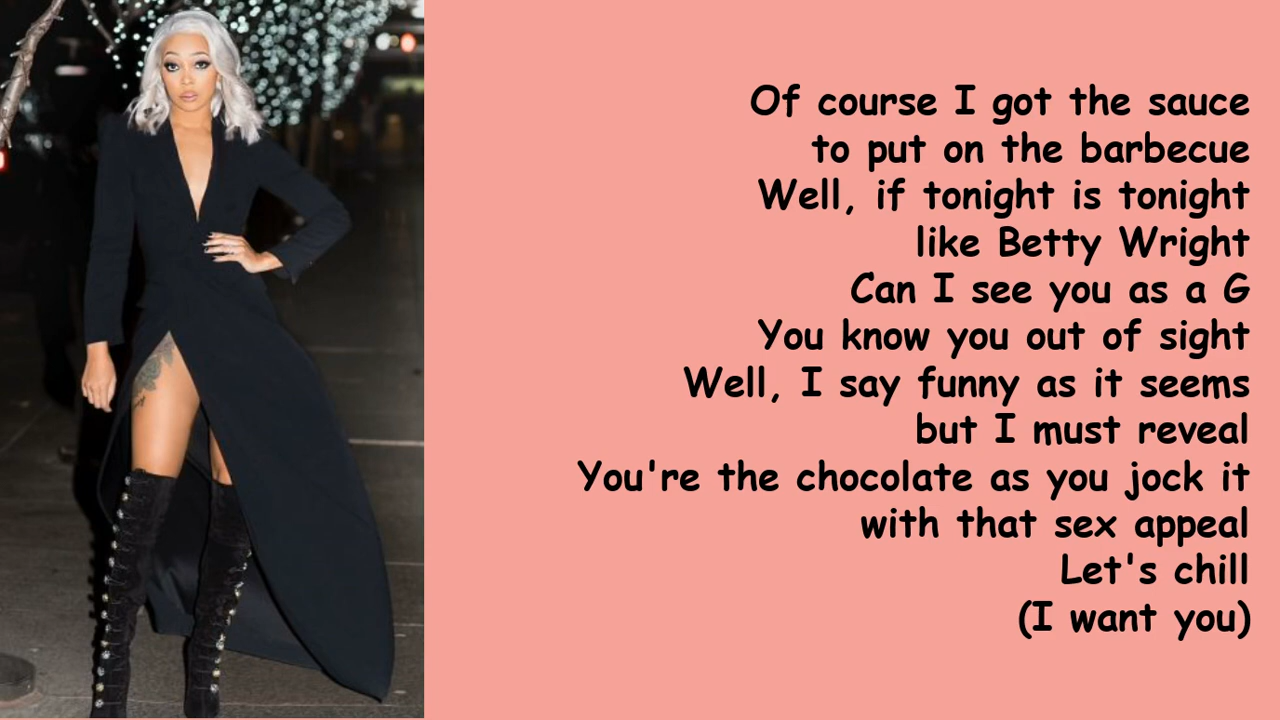 Of course I got the sauce
to put on the barbecue
Well, if tonight is tonight
like Betty Wright
Can I see you as a G
You know you out of sight
Well, I say funny as it seems
but I must reveal
You're the chocolate as you jock it
with that sex appeal
Let's chill
(I want you)